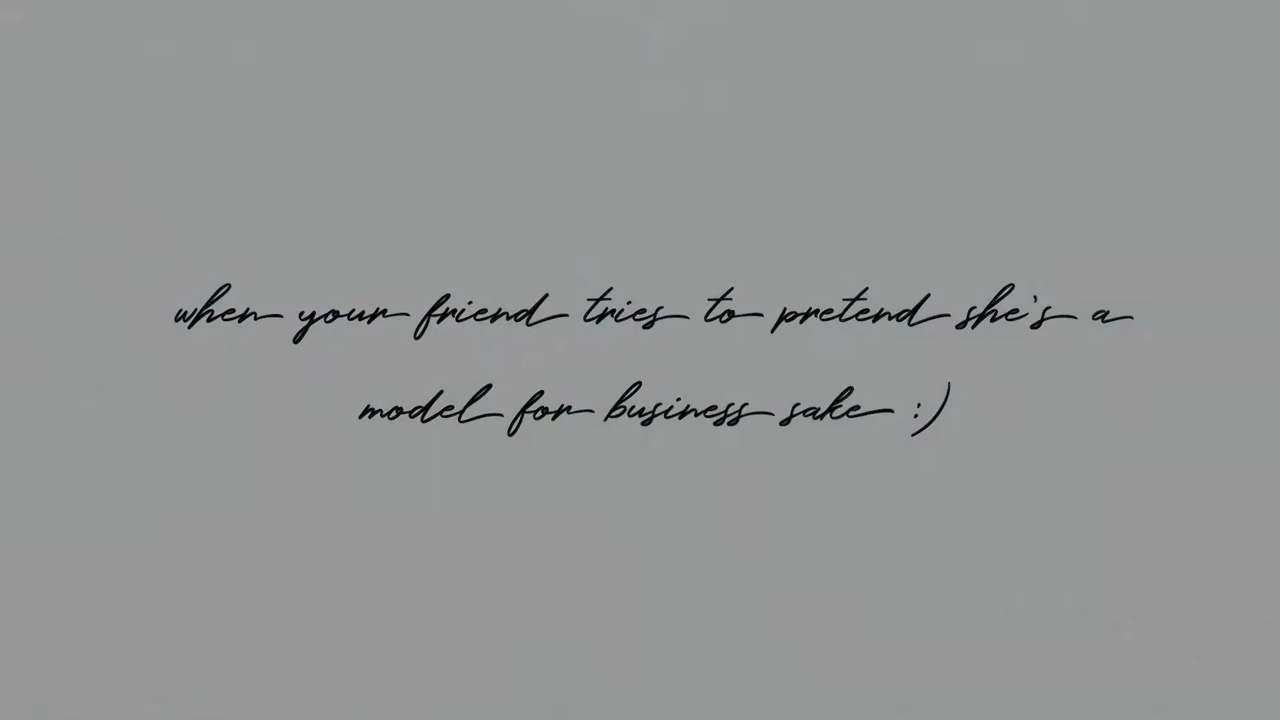 when your friend tries to pretend she's a
model for business sake :)